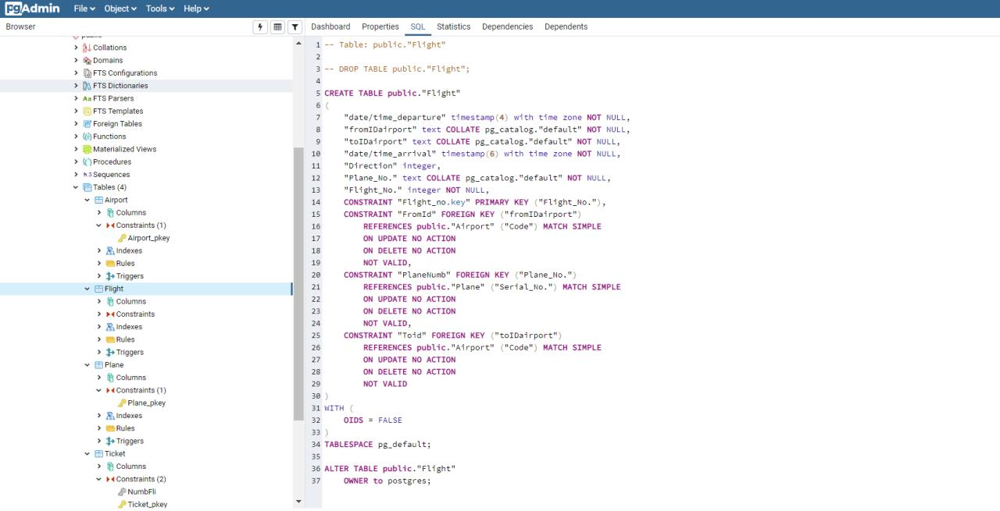 pgAdmin File Object Tools Help
Browser
Dashboard Properties SQL Statistics Dependencies Dependents
public
Collations
Domains
FTS Configurations
FTS Dictionaries
Aa FTS Parsers
FTS Templates
Foreign Tables
Functions
Materialized Views
Procedures
1..3 Sequences
Tables (4)
Airport
Columns
Constraints (1)
Airport_pkey
Indexes
Rules
Triggers
Flight
Columns
Constraints
Indexes
Rules
Triggers
Plane
Columns
Constraints (1)
Plane_pkey
Indexes
Rules
Triggers
Ticket
Columns
Constraints (2)
NumbFli
Ticket_pkey
1 -- Table: public."Flight"
2
3 -- DROP TABLE public."Flight";
4
5 CREATE TABLE public."Flight"
6 (
7 "date/time_departure" timestamp(4) with time zone NOT NULL,
8 "fromIDairport" text COLLATE pg_catalog."default" NOT NULL,
9 "toIDairport" text COLLATE pg_catalog."default" NOT NULL,
10 "date/time_arrival" timestamp(6) with time zone NOT NULL,
11 "Direction" integer,
12 "Plane_No." text COLLATE pg_catalog."default" NOT NULL,
13 "Flight_No." integer NOT NULL,
14 CONSTRAINT "Flight_no.key" PRIMARY KEY ("Flight_No."),
15 CONSTRAINT "FromId" FOREIGN KEY ("fromIDairport")
16 REFERENCES public."Airport" ("Code") MATCH SIMPLE
17 ON UPDATE NO ACTION
18 ON DELETE NO ACTION
19 NOT VALID,
20 CONSTRAINT "PlaneNumb" FOREIGN KEY ("Plane_No.")
21 REFERENCES public."Plane" ("Serial_No.") MATCH SIMPLE
22 ON UPDATE NO ACTION
23 ON DELETE NO ACTION
24 NOT VALID,
25 CONSTRAINT "Toid" FOREIGN KEY ("toIDairport")
26 REFERENCES public."Airport" ("Code") MATCH SIMPLE
27 ON UPDATE NO ACTION
28 ON DELETE NO ACTION
29 NOT VALID
30 )
31 WITH (
32 OIDS = FALSE
33 )
34 TABLESPACE pg_default;
35
36 ALTER TABLE public."Flight"
37 OWNER to postgres;